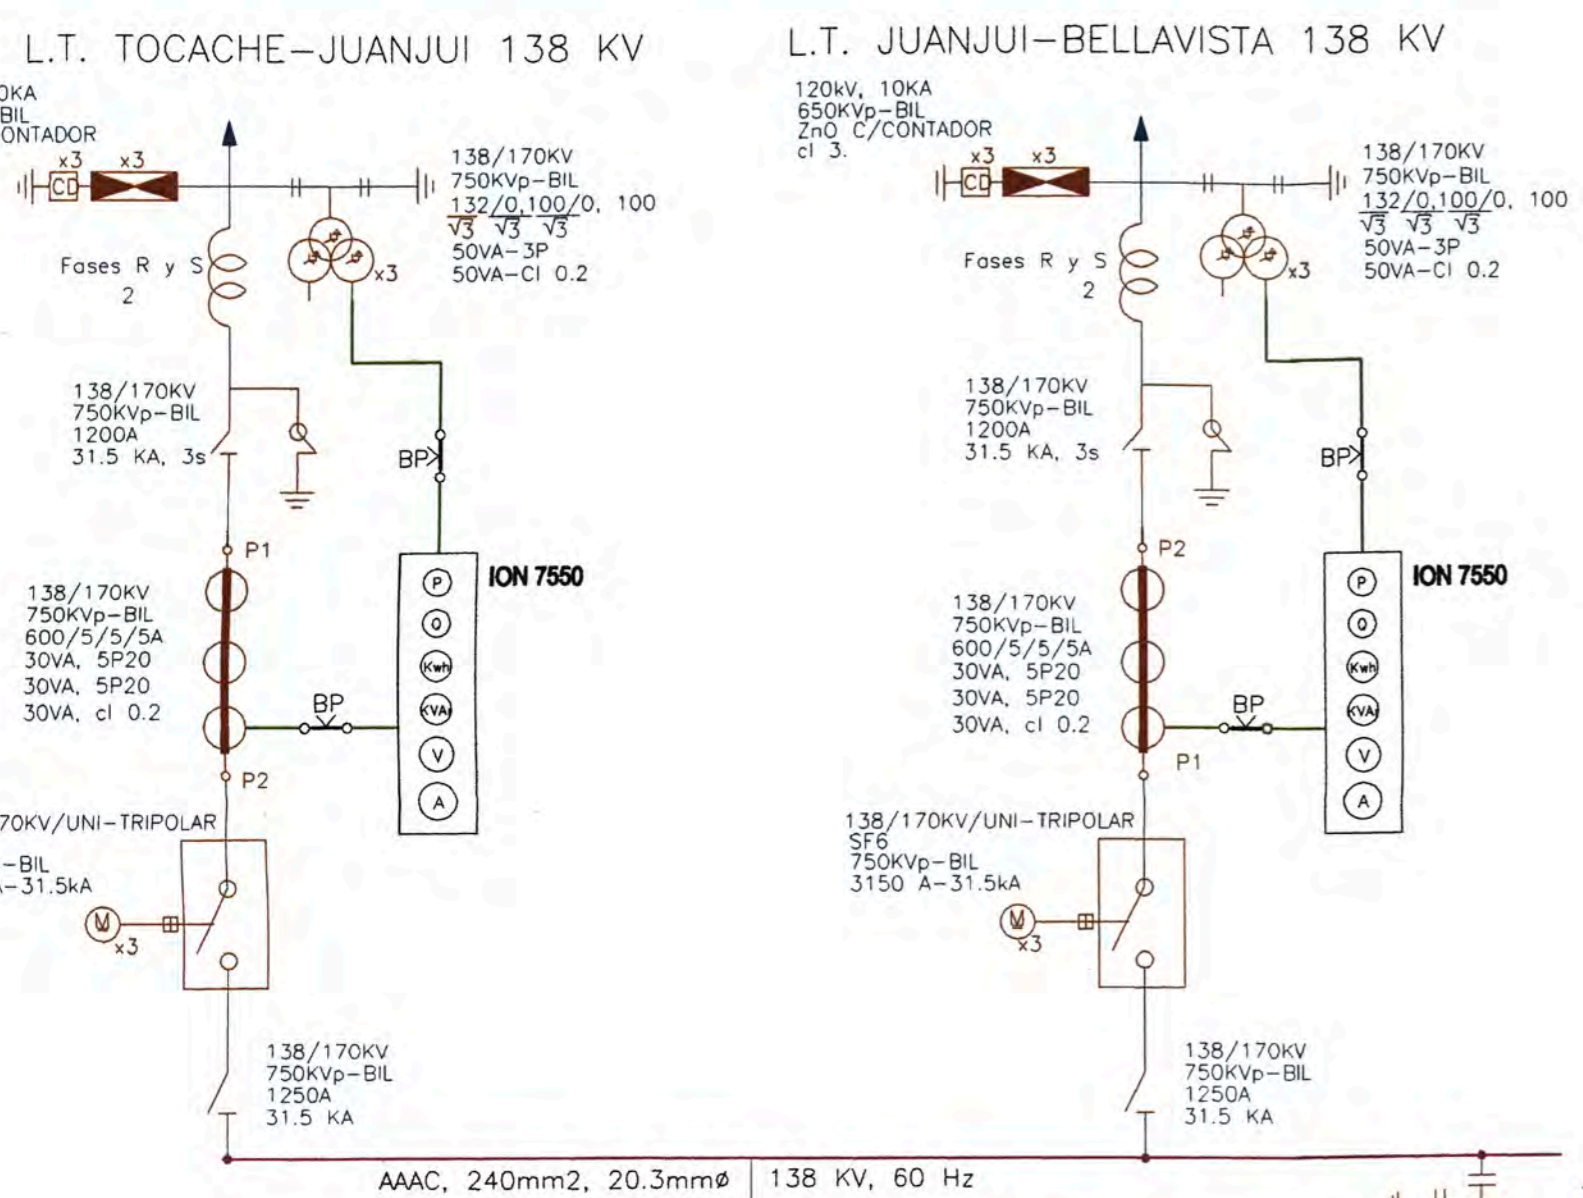 L.T. TOCACHE-JUANJUI 138 KV
0KA
BIL
ONTADOR
x3
x3
CD
138/170KV
750KVp-BIL
132/0,100/0, 100
√3 √3 √3
50VA-3P
50VA-Cl 0.2
x3
Fases R y S
2
138/170KV
750KVp-BIL
1200A
31.5 KA, 3s
BP
P1
138/170KV
750KVp-BIL
600/5/5/5A
30VA, 5P20
30VA, 5P20
30VA, cl 0.2
BP
P2
ION 7550
P
Q
Kwh
KVAr
V
A
70KV/UNI-TRIPOLAR
-BIL
A-31.5kA
M
x3
138/170KV
750KVp-BIL
1250A
31.5 KA
L.T. JUANJUI-BELLAVISTA 138 KV
120kV, 10KA
650KVp-BIL
ZnO C/CONTADOR
cl 3.
x3
x3
CD
138/170KV
750KVp-BIL
132/0,100/0, 100
√3 √3 √3
50VA-3P
50VA-Cl 0.2
x3
Fases R y S
2
138/170KV
750KVp-BIL
1200A
31.5 KA, 3s
BP
P2
138/170KV
750KVp-BIL
600/5/5/5A
30VA, 5P20
30VA, 5P20
30VA, cl 0.2
BP
P1
ION 7550
P
Q
Kwh
KVAr
V
A
138/170KV/UNI-TRIPOLAR
SF6
750KVp-BIL
3150 A-31.5kA
M
x3
138/170KV
750KVp-BIL
1250A
31.5 KA
AAAC, 240mm2, 20.3mmø
138 KV, 60 Hz